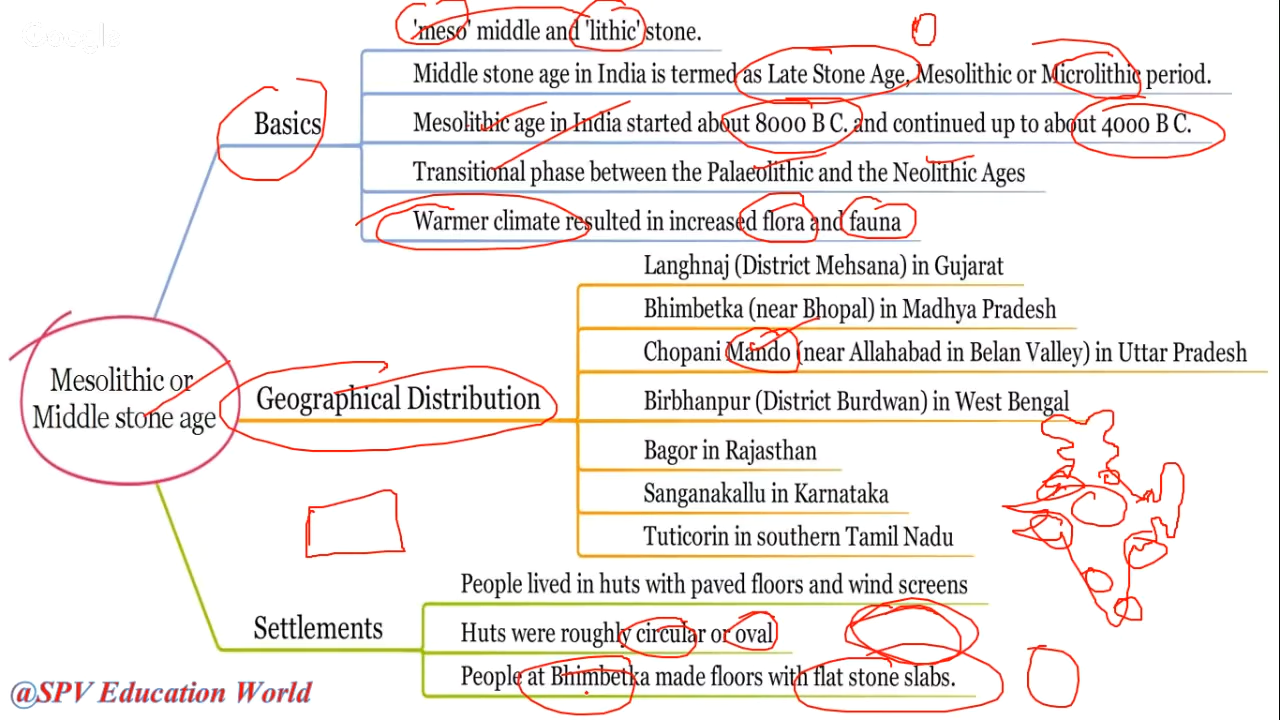 Google
'meso' middle and 'lithic' stone.
Middle stone age in India is termed as Late Stone Age, Mesolithic or Microlithic period.
Basics
Mesolithic age in India started about 8000 B C. and continued up to about 4000 B C.
Transitional phase between the Palaeolithic and the Neolithic Ages
Warmer climate resulted in increased flora and fauna
Mesolithic or
Middle stone age
Geographical Distribution
Langhnaj (District Mehsana) in Gujarat
Bhimbetka (near Bhopal) in Madhya Pradesh
Chopani Mando (near Allahabad in Belan Valley) in Uttar Pradesh
Birbhanpur (District Burdwan) in West Bengal
Bagor in Rajasthan
Sanganakallu in Karnataka
Tuticorin in southern Tamil Nadu
Settlements
People lived in huts with paved floors and wind screens
Huts were roughly circular or oval
People at Bhimbetka made floors with flat stone slabs.
@SPV Education World